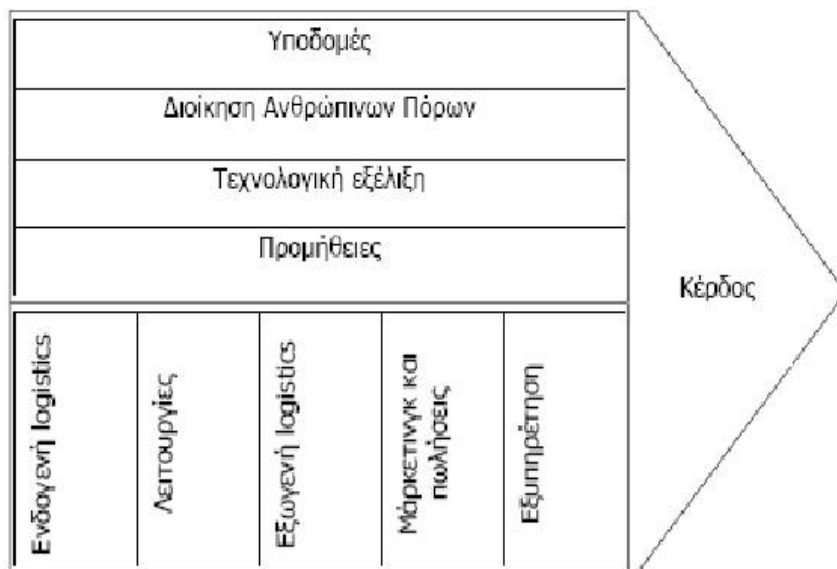 Υποδομές
Διοίκηση Ανθρώπινων Πόρων
Τεχνολογική εξέλιξη
Προμήθειες
Κέρδος
Ενδογενή logistics
Λειτουργίες
Εξωγενή logistics
Μάρκετινγκ και
πωλήσεις
Εξυπηρέτηση